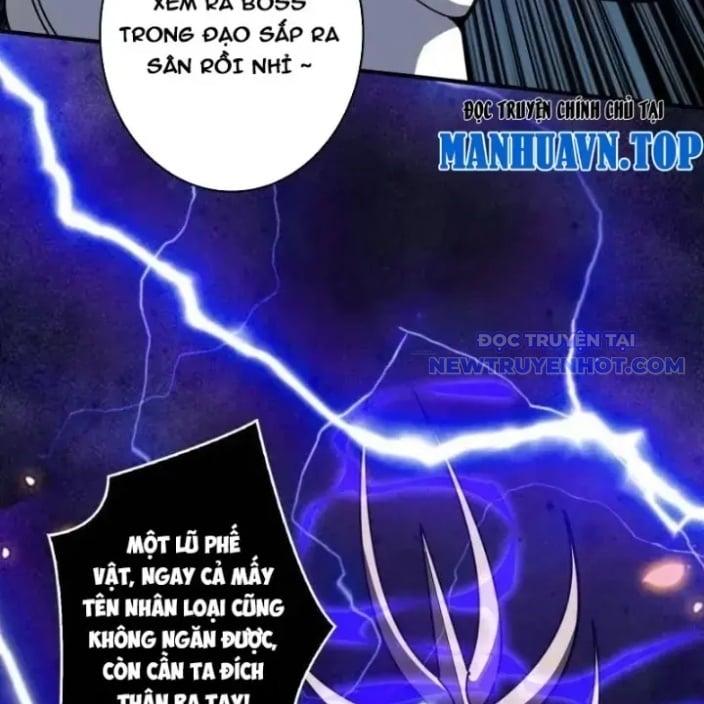 XEM RA BOSS
TRONG ĐẠO SẮP RA
SÂN RỒI NHỈ ~
ĐỌC TRUYỆN CHÍNH CHỦ TẠI
MANHUAVN.TOP
ĐỌC TRUYỆN TẠI
NEWTRUYENHOT.COM
MỘT LŨ PHẾ
VẬT, NGAY CẢ MẤY
TÊN NHÂN LOẠI CŨNG
KHÔNG NGĂN ĐƯỢC,
CÒN CẦN TA ĐÍCH
THÂN RA TAY!